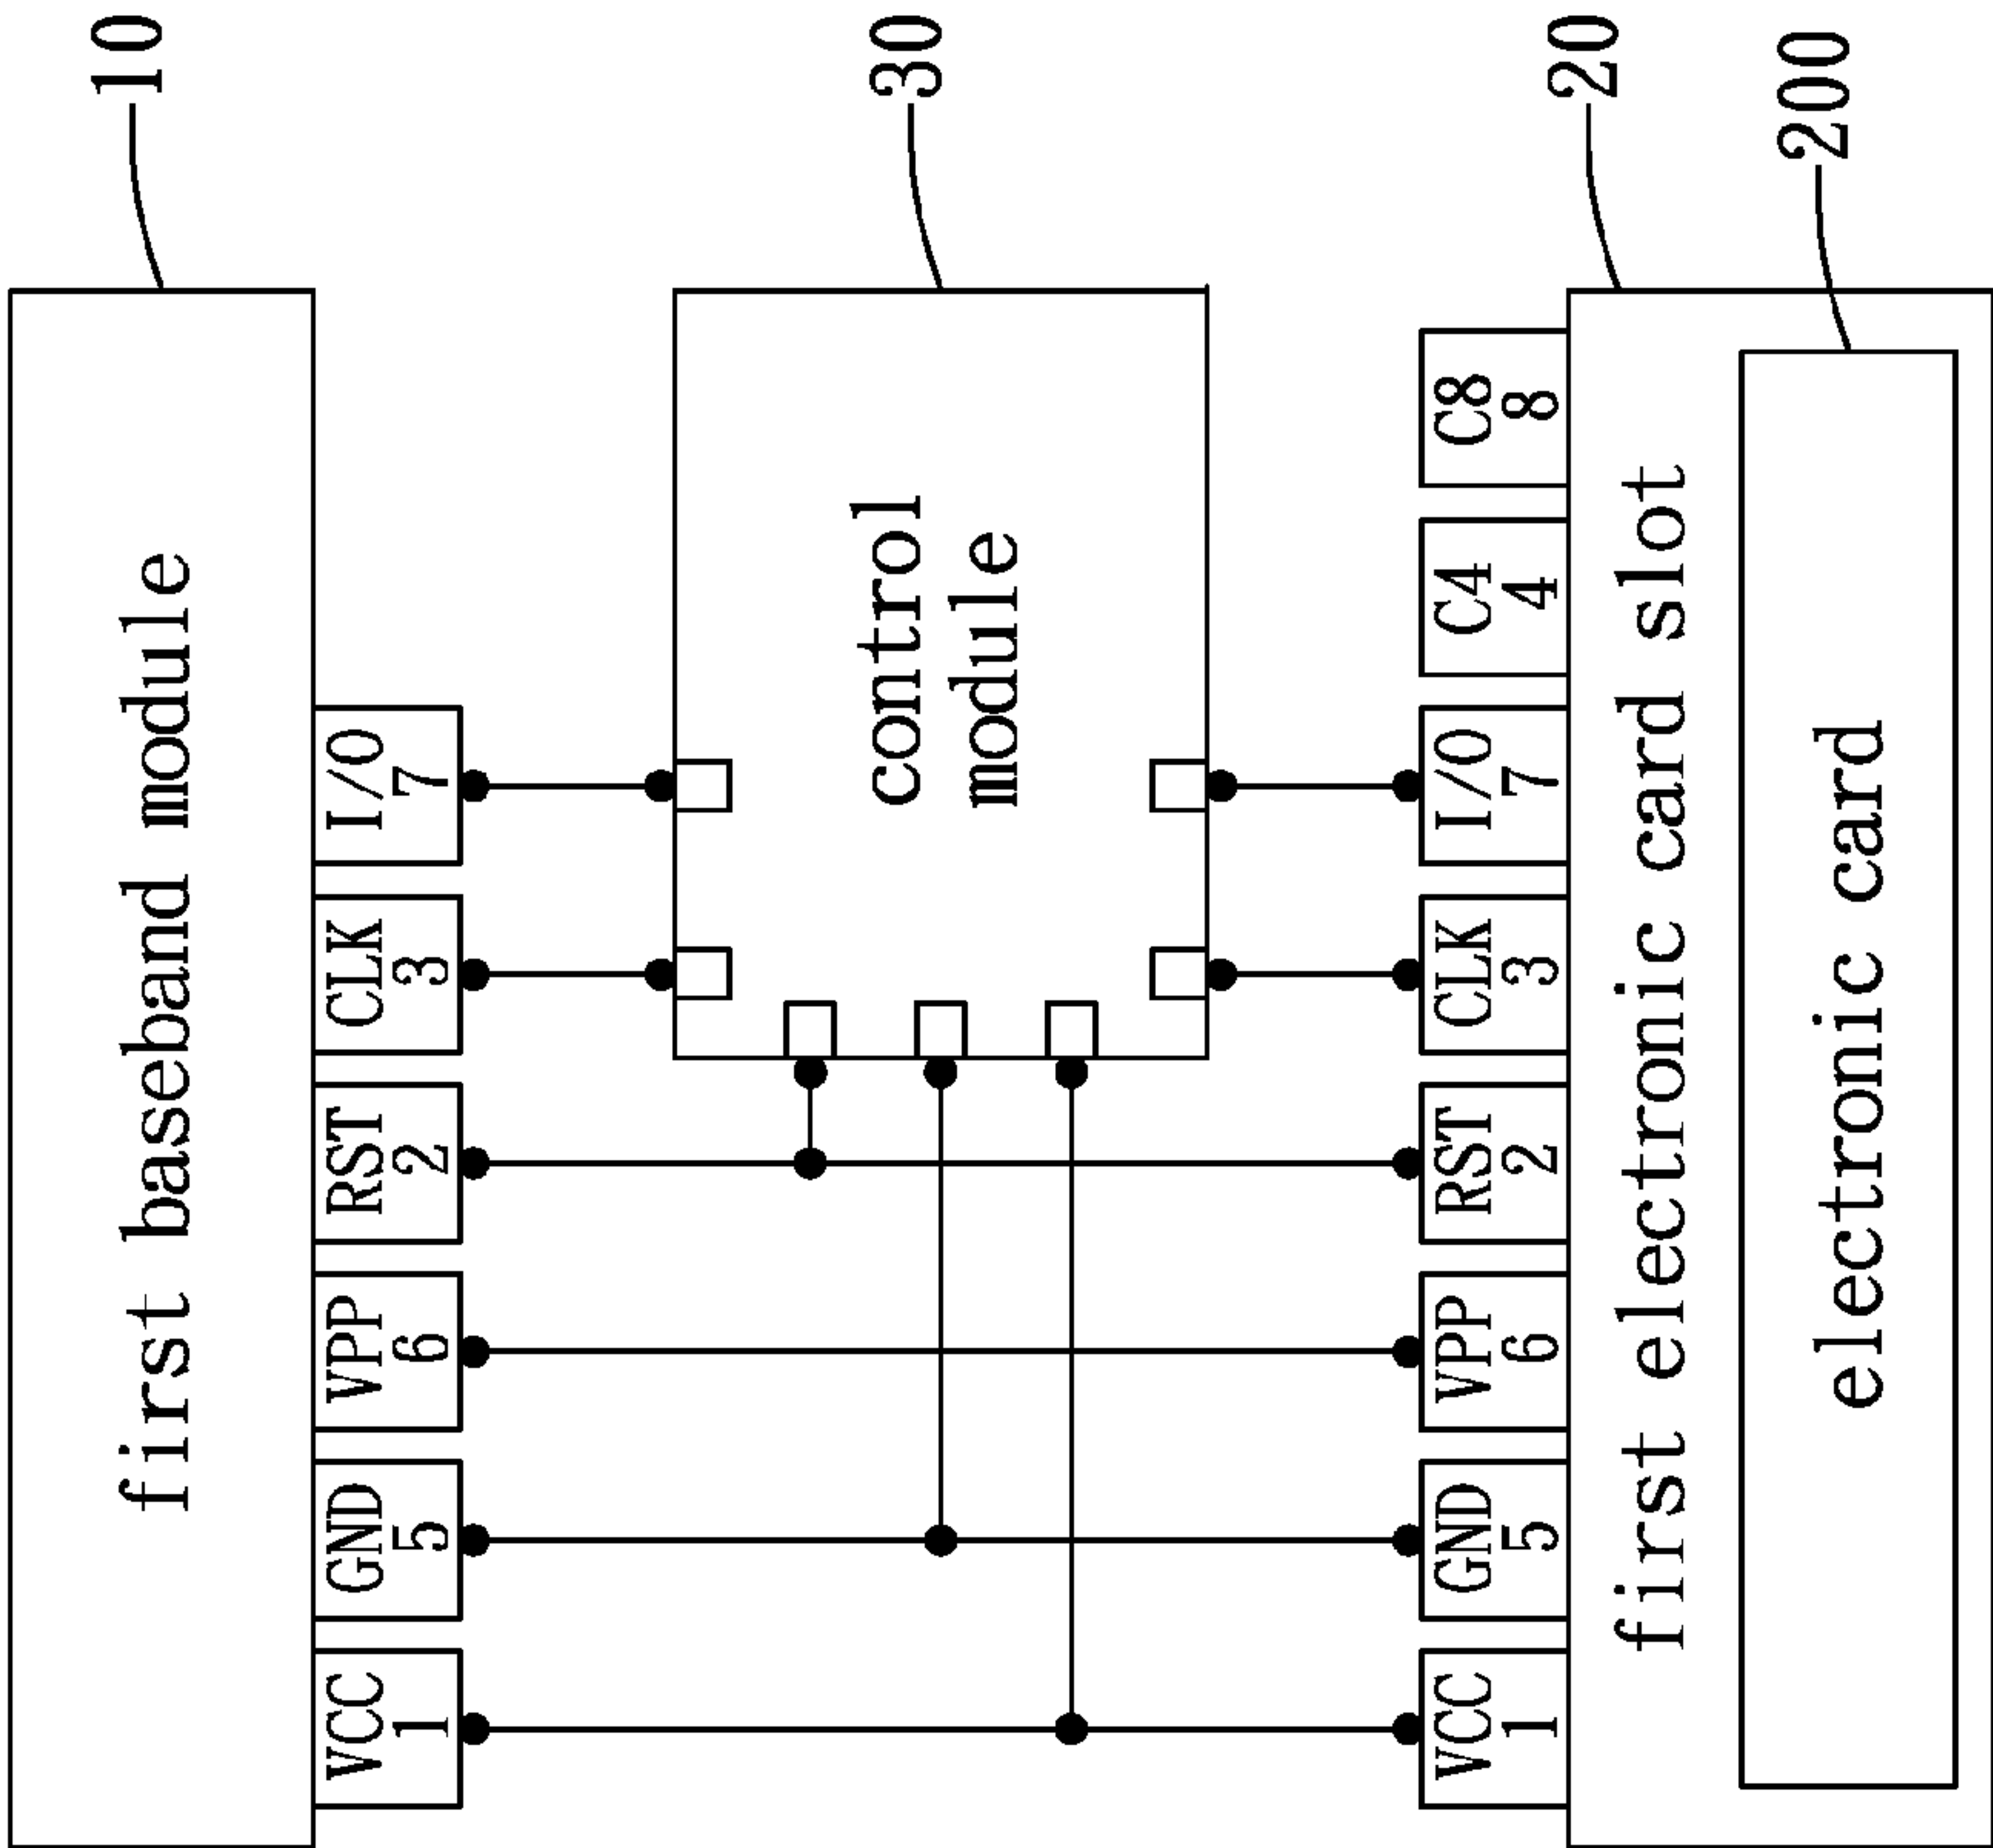 first baseband module
10
VCC
1
GND
5
VPP
6
RST
2
CLK
3
I/O
7
control
module
30
VCC
1
GND
5
VPP
6
RST
2
CLK
3
I/O
7
C4
4
C8
8
first electronic card slot
20
electronic card
200